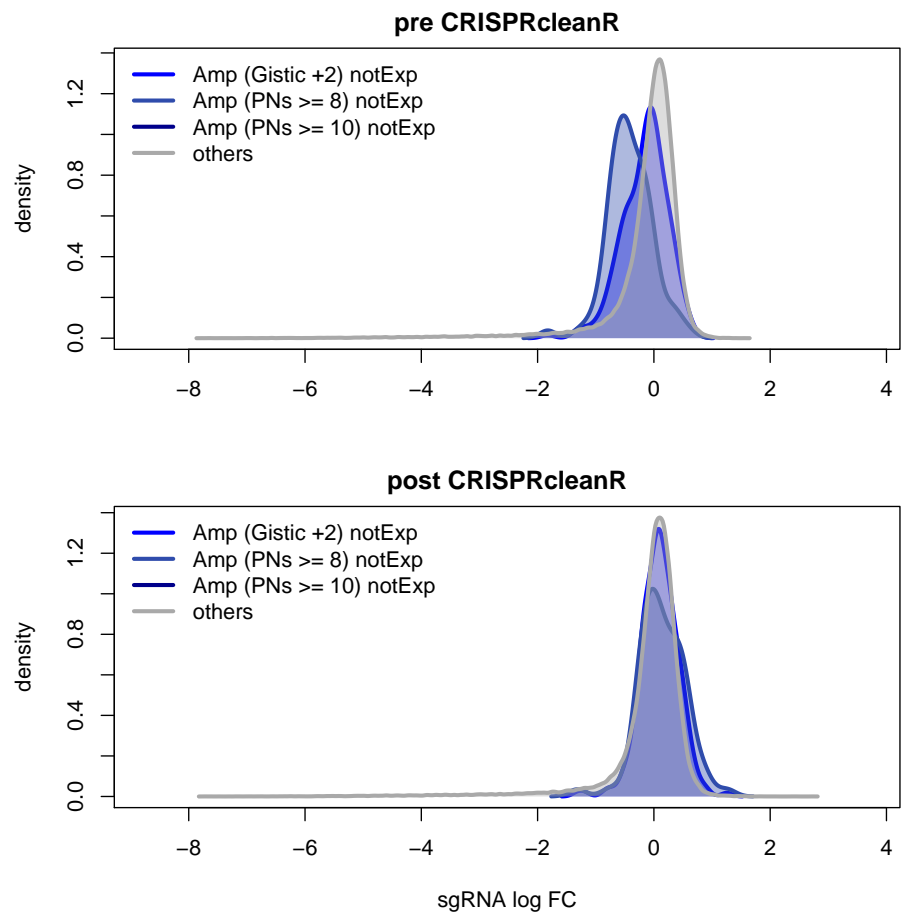 pre CRISPRcleanR
Amp (Gistic +2) notExp
Amp (PNs >= 8) notExp
Amp (PNs >= 10) notExp
others
density
0.0 0.4 0.8 1.2
−8 −6 −4 −2 0 2 4
post CRISPRcleanR
Amp (Gistic +2) notExp
Amp (PNs >= 8) notExp
Amp (PNs >= 10) notExp
others
density
0.0 0.4 0.8 1.2
−8 −6 −4 −2 0 2 4
sgRNA log FC